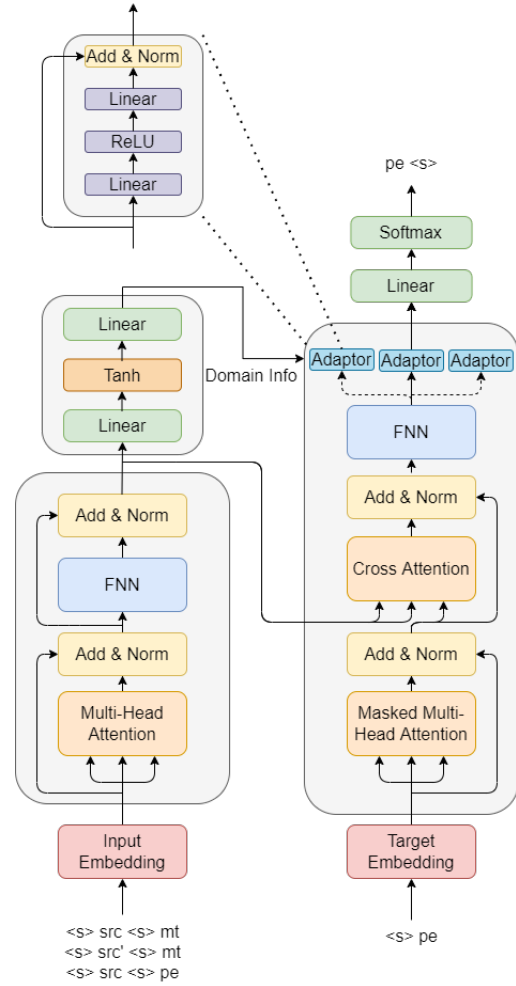 Add & Norm
Linear
ReLU
Linear
pe <s>
Softmax
Linear
Linear
Tanh
Linear
Domain Info
Adaptor
Adaptor
Adaptor
FNN
Add & Norm
Cross Attention
Add & Norm
Masked Multi-
Head Attention
Add & Norm
FNN
Add & Norm
Multi-Head
Attention
Input
Embedding
Target
Embedding
<s> src <s> mt
<s> src' <s> mt
<s> src <s> pe
<s> pe